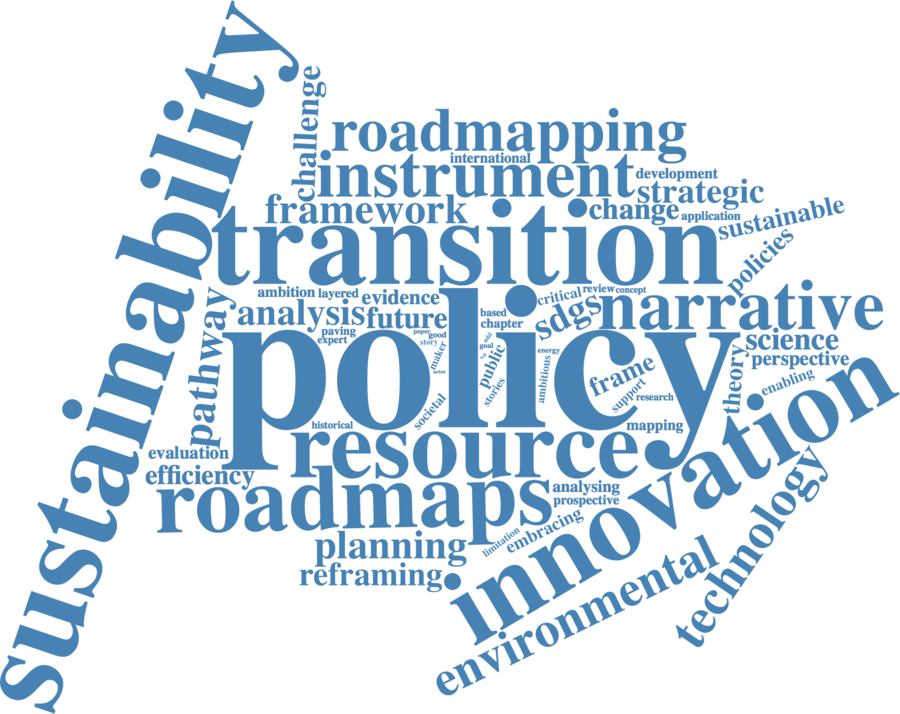 sustainability
challenge
roadmapping
international
instrument
development
strategic
framework
change
application
sustainable
transition
policies
ambition
layered
evidence
critical
review
concept
narrative
analysis
future
based
chapter
sdgs
pathway
paving
expert
paper
good
story
maker
actor
policy
goal
add
public
stories
energy
ambitious
frame
support
research
science
perspective
theory
enabling
societal
historical
mapping
resource
evaluation
efficiency
innovation
roadmaps
analysing
prospective
technology
limitation
embracing
planning
reframing
environmental